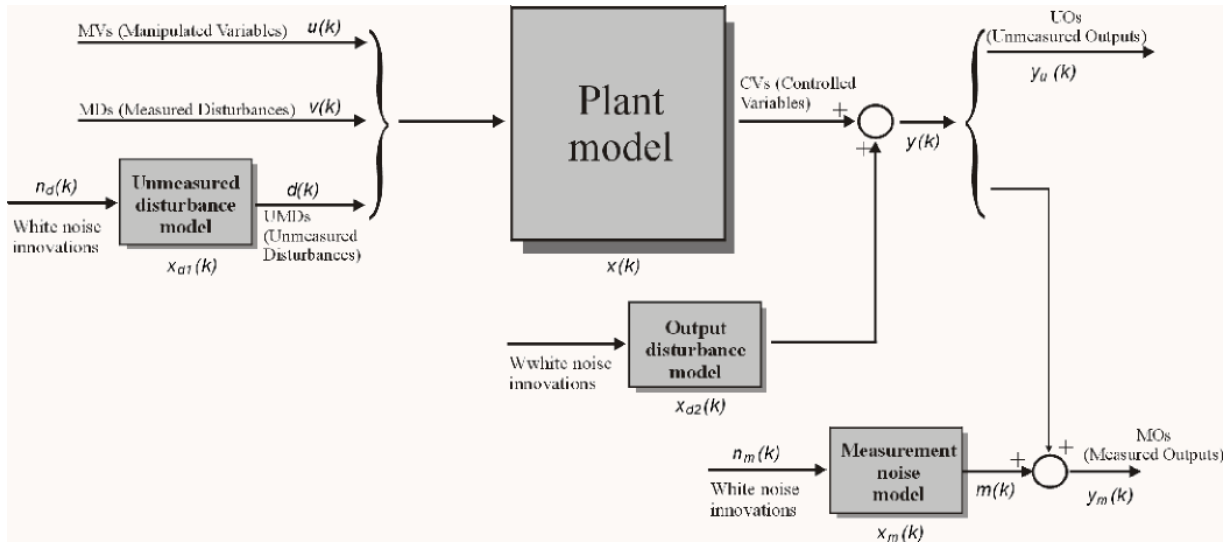 MVs (Manipulated Variables) u(k)
MDs (Measured Disturbances) v(k)
n_d(k)
White noise
innovations
Unmeasured
disturbance
model
x_d1(k)
d(k)
UMDs
(Unmeasured
Disturbances)
Plant
model
x(k)
CVs (Controlled
Variables)
+
+
y(k)
UOs
(Unmeasured Outputs)
y_u(k)
Wwhite noise
innovations
Output
disturbance
model
x_d2(k)
n_m(k)
White noise
innovations
Measurement
noise
model
x_m(k)
m(k)
+
+
MOs
(Measured Outputs)
y_m(k)